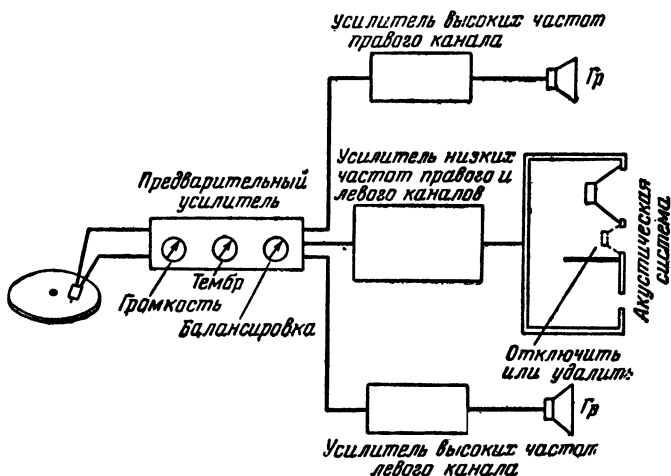 Усилитель высоких частот
правого канала
Гр
Усилитель низких
частот правого и
левого каналов
Предварительный
усилитель
Тембр
Громкость
Балансировка
Акустическая
система
Отключить
или удалить
Гр
Усилитель высоких частот
левого канала